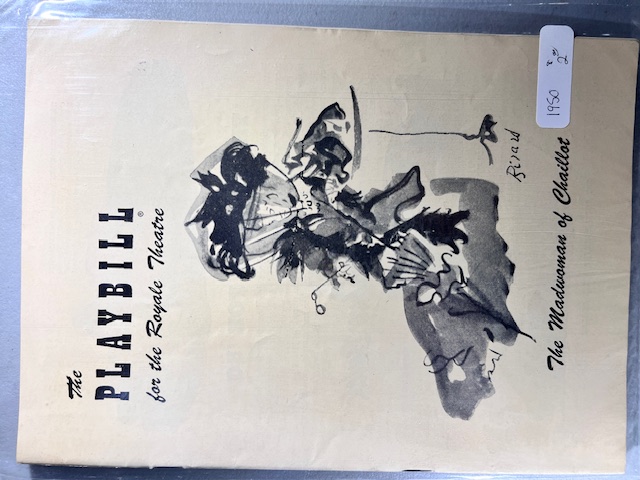 The
PLAYBILL®
for the Royale Theatre
Bérard
The Madwoman of Chaillot
1950